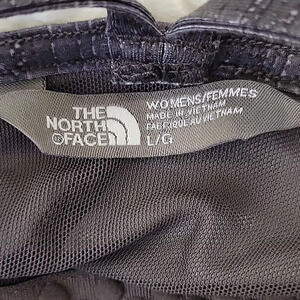 THE
NORTH
FACE
WOMENS/FEMMES
MADE IN VIETNAM
FABRIQUÉ AU VIETNAM
L/G